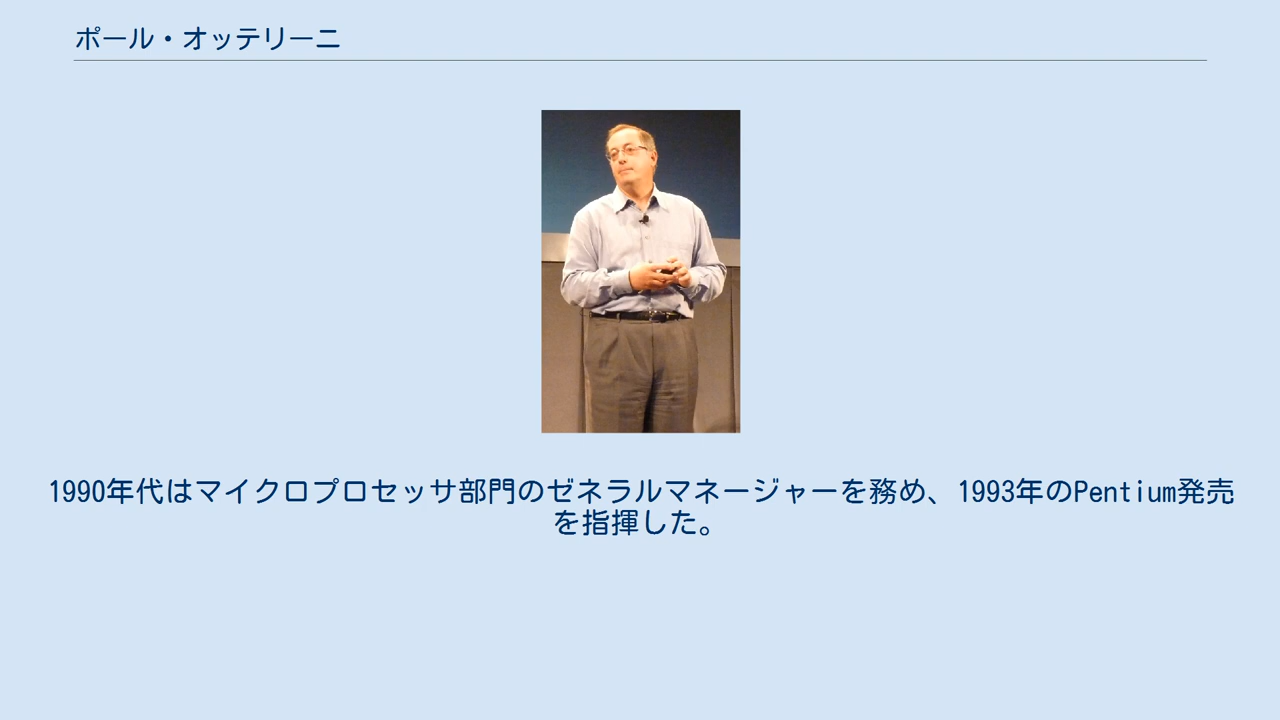 ポール・オッテリーニ
1990年代はマイクロプロセッサ部門のゼネラルマネージャーを務め、1993年のPentium発売
を指揮した。